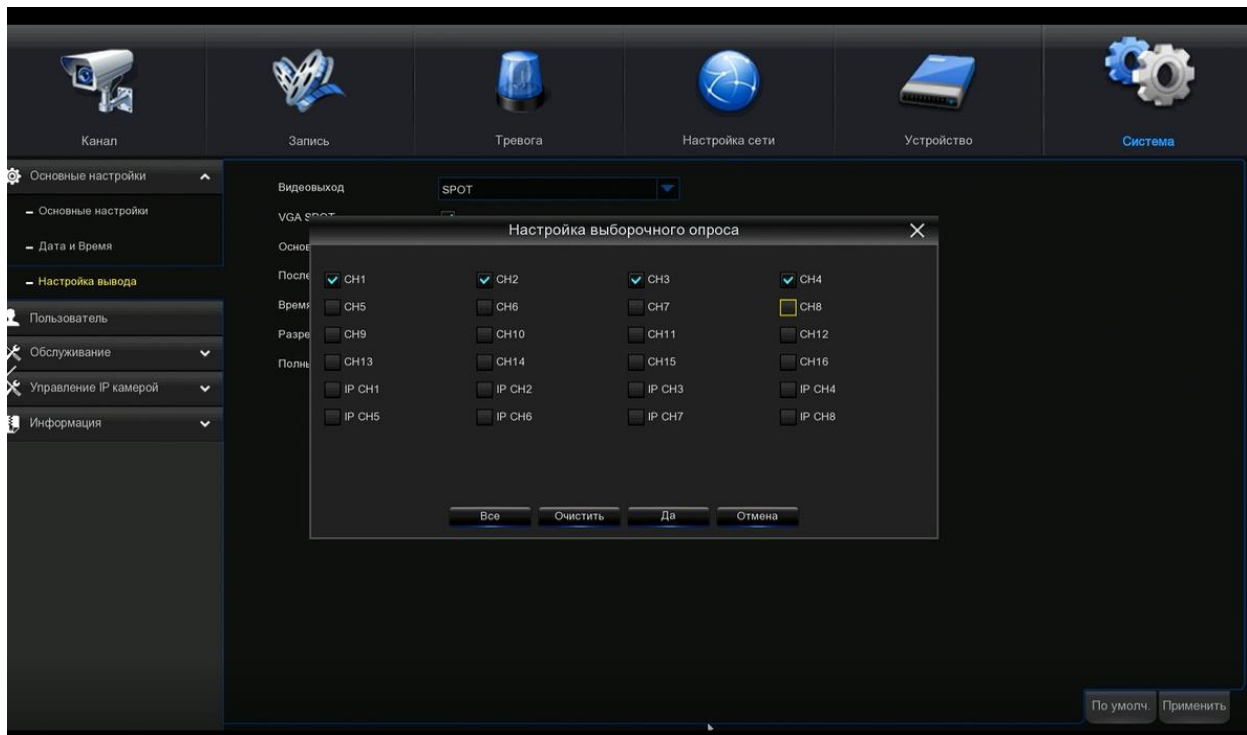 Канал Запись Тревога Настройка сети Устройство Система
Основные настройки
Основные настройки
Дата и Время
Настройка вывода
Пользователь
Обслуживание
Управление IP камерой
Информация
Видеовыход SPOT
VGA SPOT
Настройка выборочного опроса
CH1 CH2 CH3 CH4
CH5 CH6 CH7 CH8
CH9 CH10 CH11 CH12
CH13 CH14 CH15 CH16
IP CH1 IP CH2 IP CH3 IP CH4
IP CH5 IP CH6 IP CH7 IP CH8
Все Очистить Да Отмена
По умолч. Применить